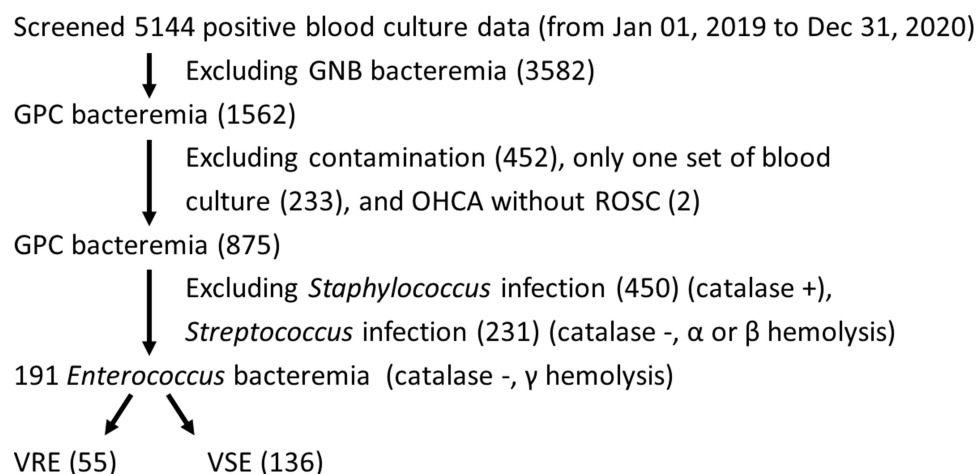 Screened 5144 positive blood culture data (from Jan 01, 2019 to Dec 31, 2020)
Excluding GNB bacteremia (3582)
GPC bacteremia (1562)
Excluding contamination (452), only one set of blood
culture (233), and OHCA without ROSC (2)
GPC bacteremia (875)
Excluding Staphylococcus infection (450) (catalase +),
Streptococcus infection (231) (catalase -, α or β hemolysis)
191 Enterococcus bacteremia (catalase -, γ hemolysis)
VRE (55) VSE (136)